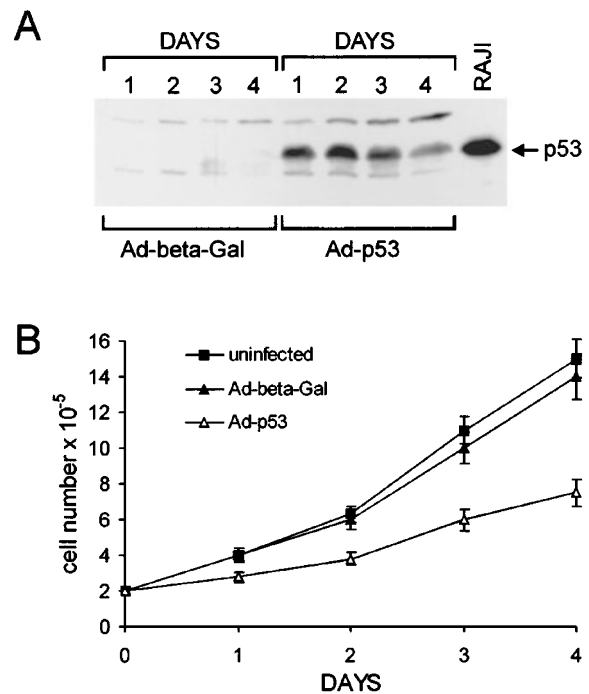 A
DAYS DAYS RAJI
1 2 3 4 1 2 3 4
p53
Ad-beta-Gal Ad-p53
B
uninfected
Ad-beta-Gal
Ad-p53
cell number x 10-5
16
14
12
10
8
6
4
2
0
0 1 2 3 4
DAYS